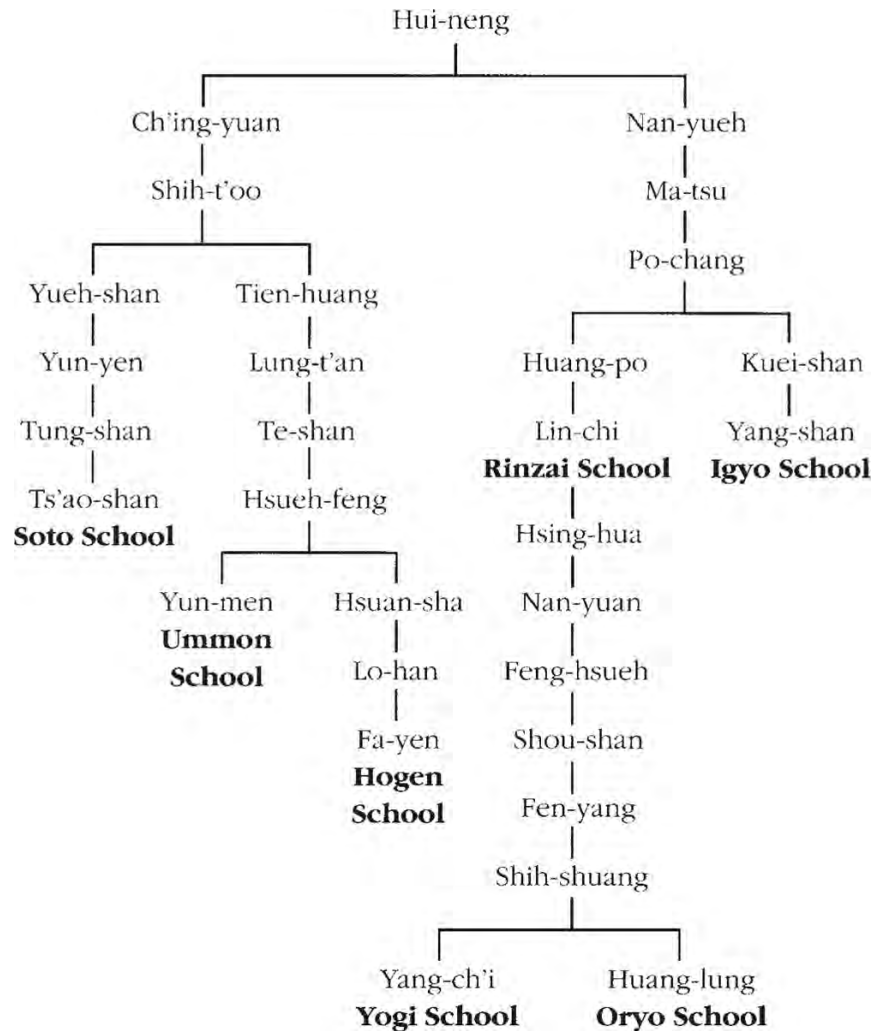 Hui-neng
Ch'ing-yuan Nan-yueh
Shih-t'oo Ma-tsu
Po-chang
Yueh-shan Tien-huang
Yun-yen Lung-t'an Huang-po Kuei-shan
Tung-shan Te-shan Lin-chi Yang-shan
Rinzai School Igyo School
Ts'ao-shan Hsueh-feng
Soto School
Hsing-hua
Yun-men Hsuan-sha Nan-yuan
Ummon
School Lo-han Feng-hsueh
Fa-yen Shou-shan
Hogen
School Fen-yang
Shih-shuang
Yang-ch'i Huang-lung
Yogi School Oryo School